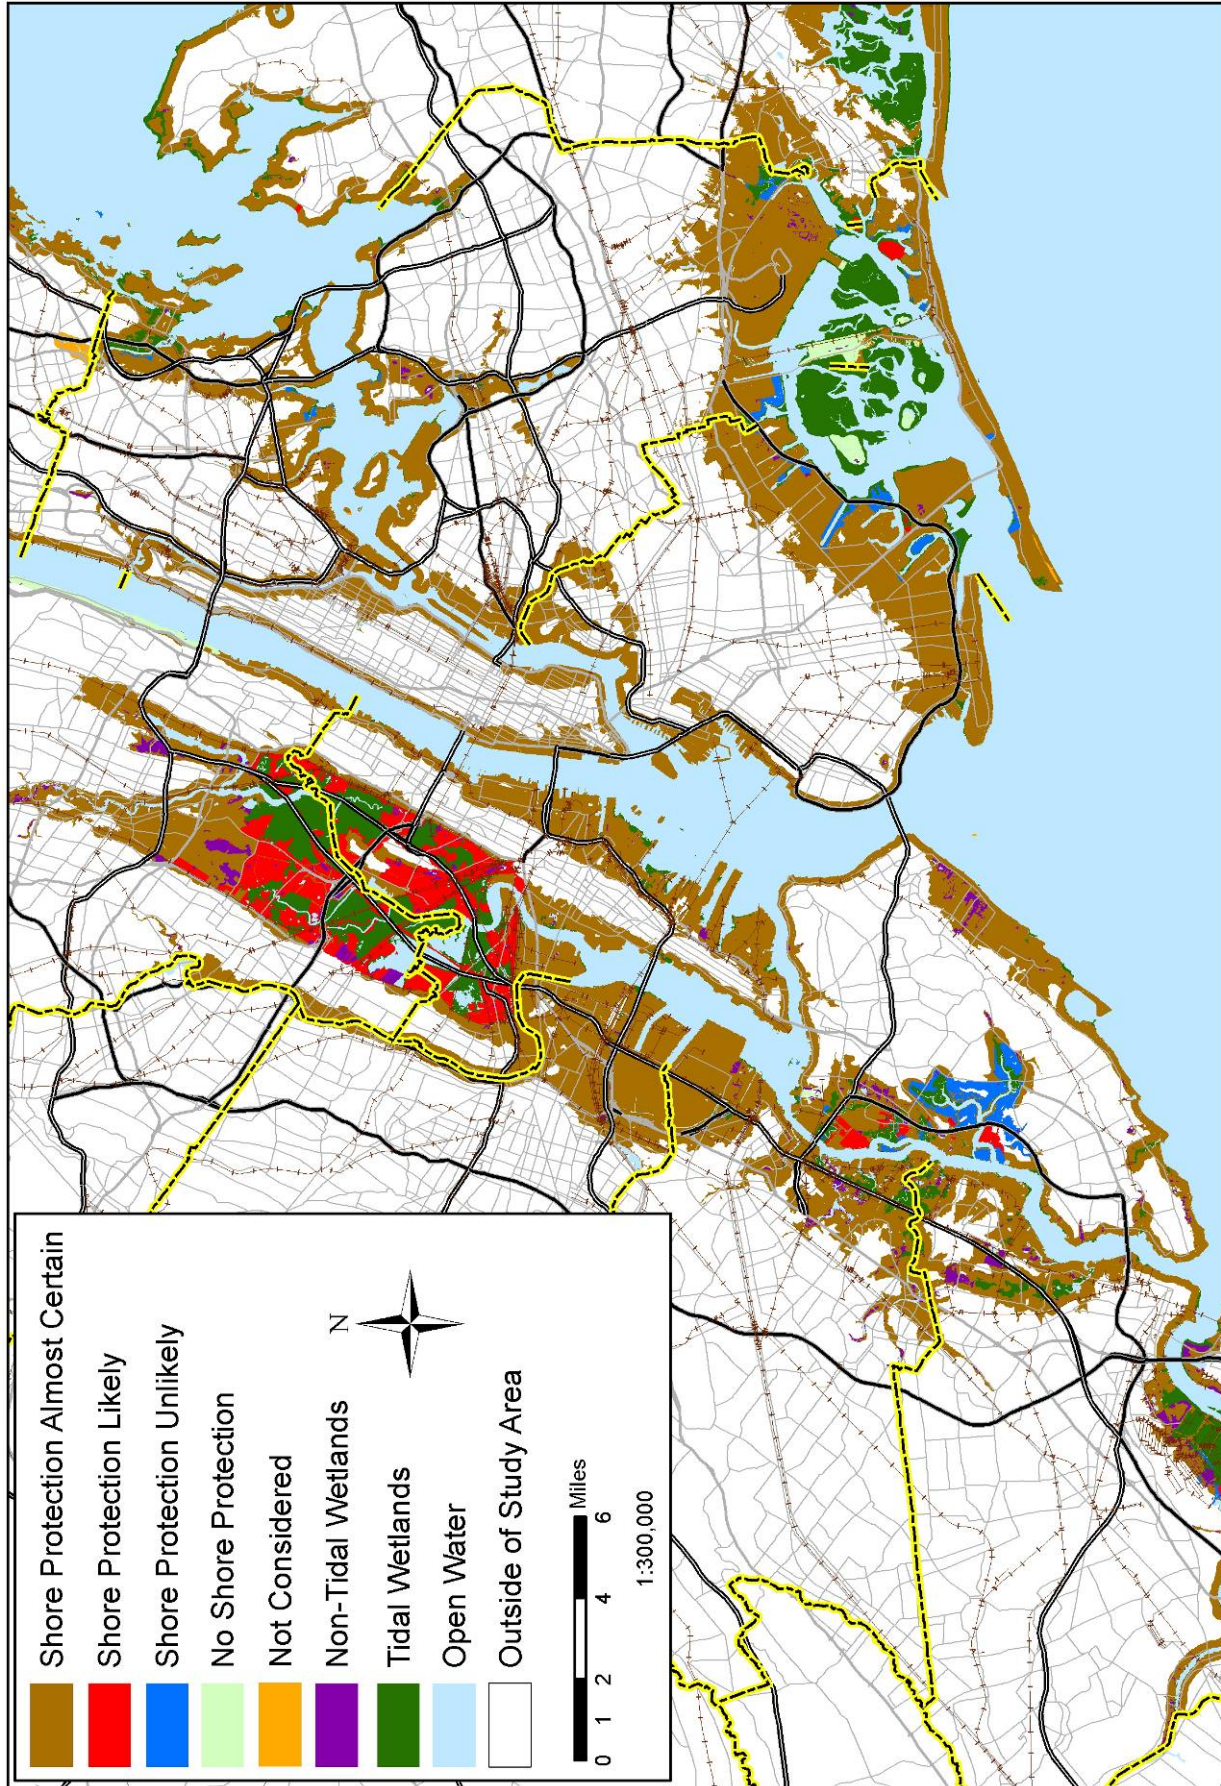 Shore Protection Almost Certain
Shore Protection Likely
Shore Protection Unlikely
No Shore Protection
Not Considered
Non-Tidal Wetlands
Tidal Wetlands
Open Water
Outside of Study Area
N
0 1 2 4 6
Miles
1:300,000